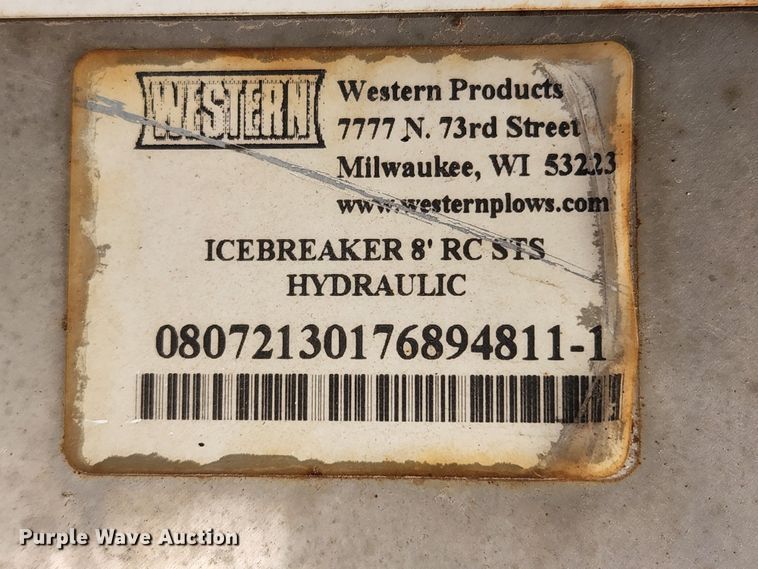 WESTERN
Western Products
7777 N. 73rd Street
Milwaukee, WI 53223
www.westernplows.com
ICEBREAKER 8' RC STS
HYDRAULIC
08072130176894811-1
Purple Wave Auction